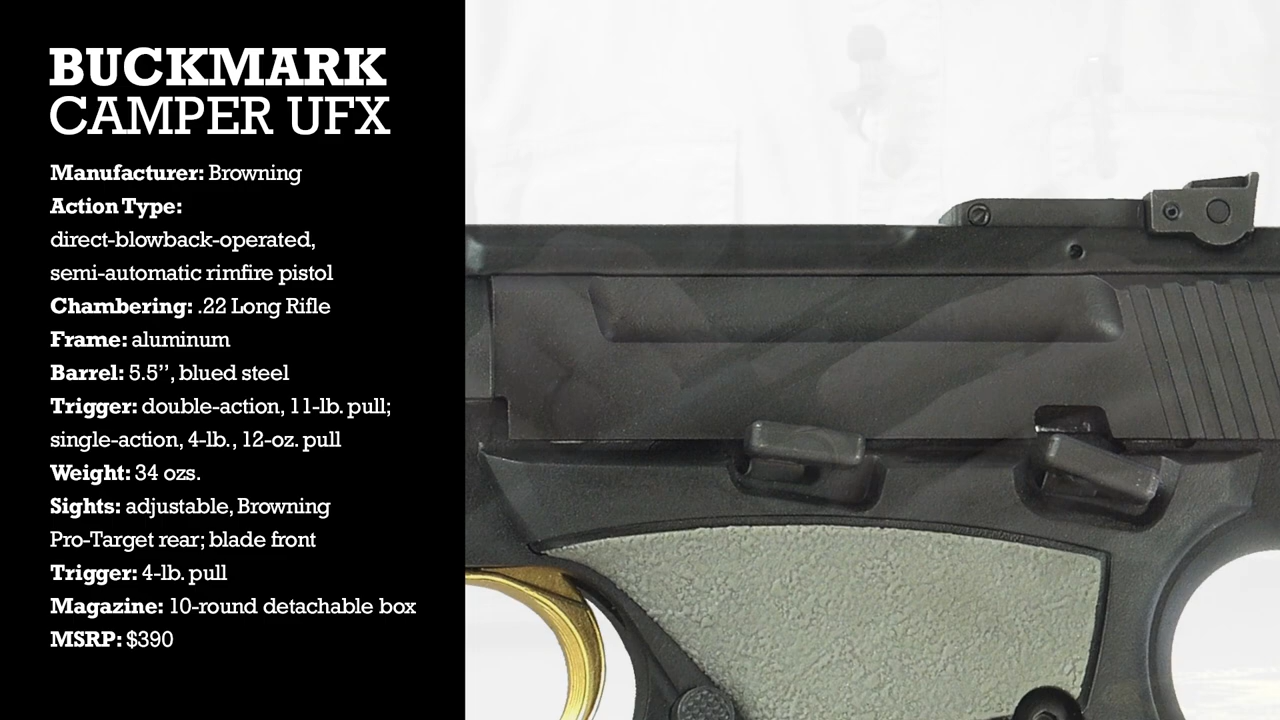 BUCKMARK
CAMPER UFX
Manufacturer: Browning
Action Type:
direct-blowback-operated,
semi-automatic rimfire pistol
Chambering: .22 Long Rifle
Frame: aluminum
Barrel: 5.5”, blued steel
Trigger: double-action, 11-lb. pull;
single-action, 4-lb., 12-oz. pull
Weight: 34 ozs.
Sights: adjustable, Browning
Pro-Target rear; blade front
Trigger: 4-lb. pull
Magazine: 10-round detachable box
MSRP: $390